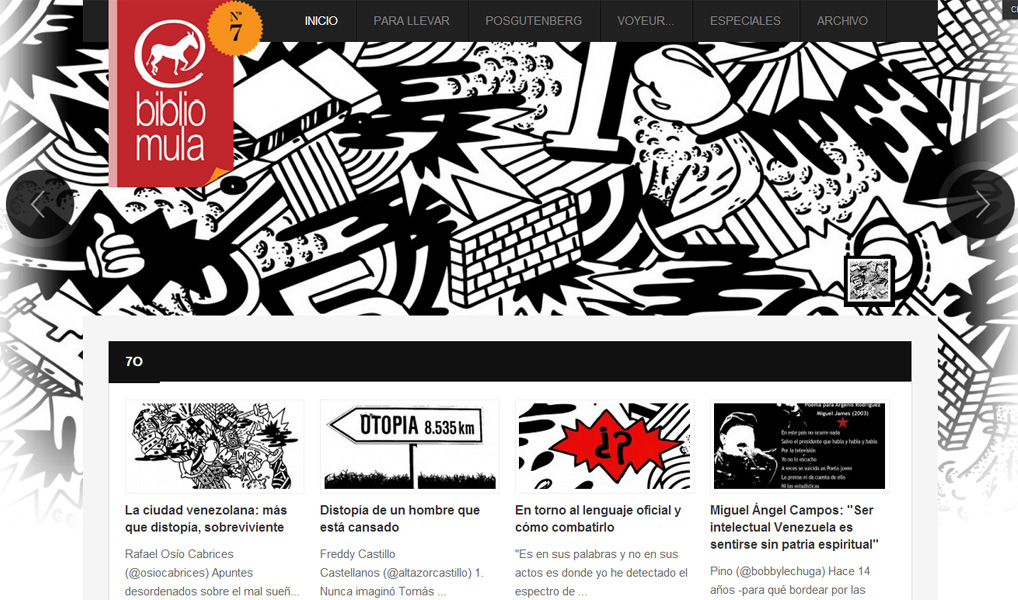 INICIO
PARA LLEVAR
POSGUTENBERG
VOYEUR...
ESPECIALES
ARCHIVO
Nº
7
biblio
mula
7O
OTOPIA 8.535 km
¿?
Poema para Argenis Rodríguez
Miguel James (2003)
En este país no ocurre nada
Salvo el presidente que habla y habla y habla
Por la televisión
Yo no lo escucho
A veces se suicida un Poeta joven
La prensa ni da cuenta de ello
Ni las estadísticas
La ciudad venezolana: más
que distopía, sobreviviente
Rafael Osío Cabrices
(@osiocabrices) Apuntes
desordenados sobre el mal sueñ...
Distopía de un hombre que
está cansado
Freddy Castillo
Castellanos (@altazorcastillo) 1.
Nunca imaginó Tomás ...
En torno al lenguaje oficial y
cómo combatirlo
"Es en sus palabras y no en sus
actos es donde yo he detectado el
espectro de ...
Miguel Ángel Campos: "Ser
intelectual Venezuela es
sentirse sin patria espiritual"
Pino (@bobbylechuga) Hace 14
años -para qué bordear por las